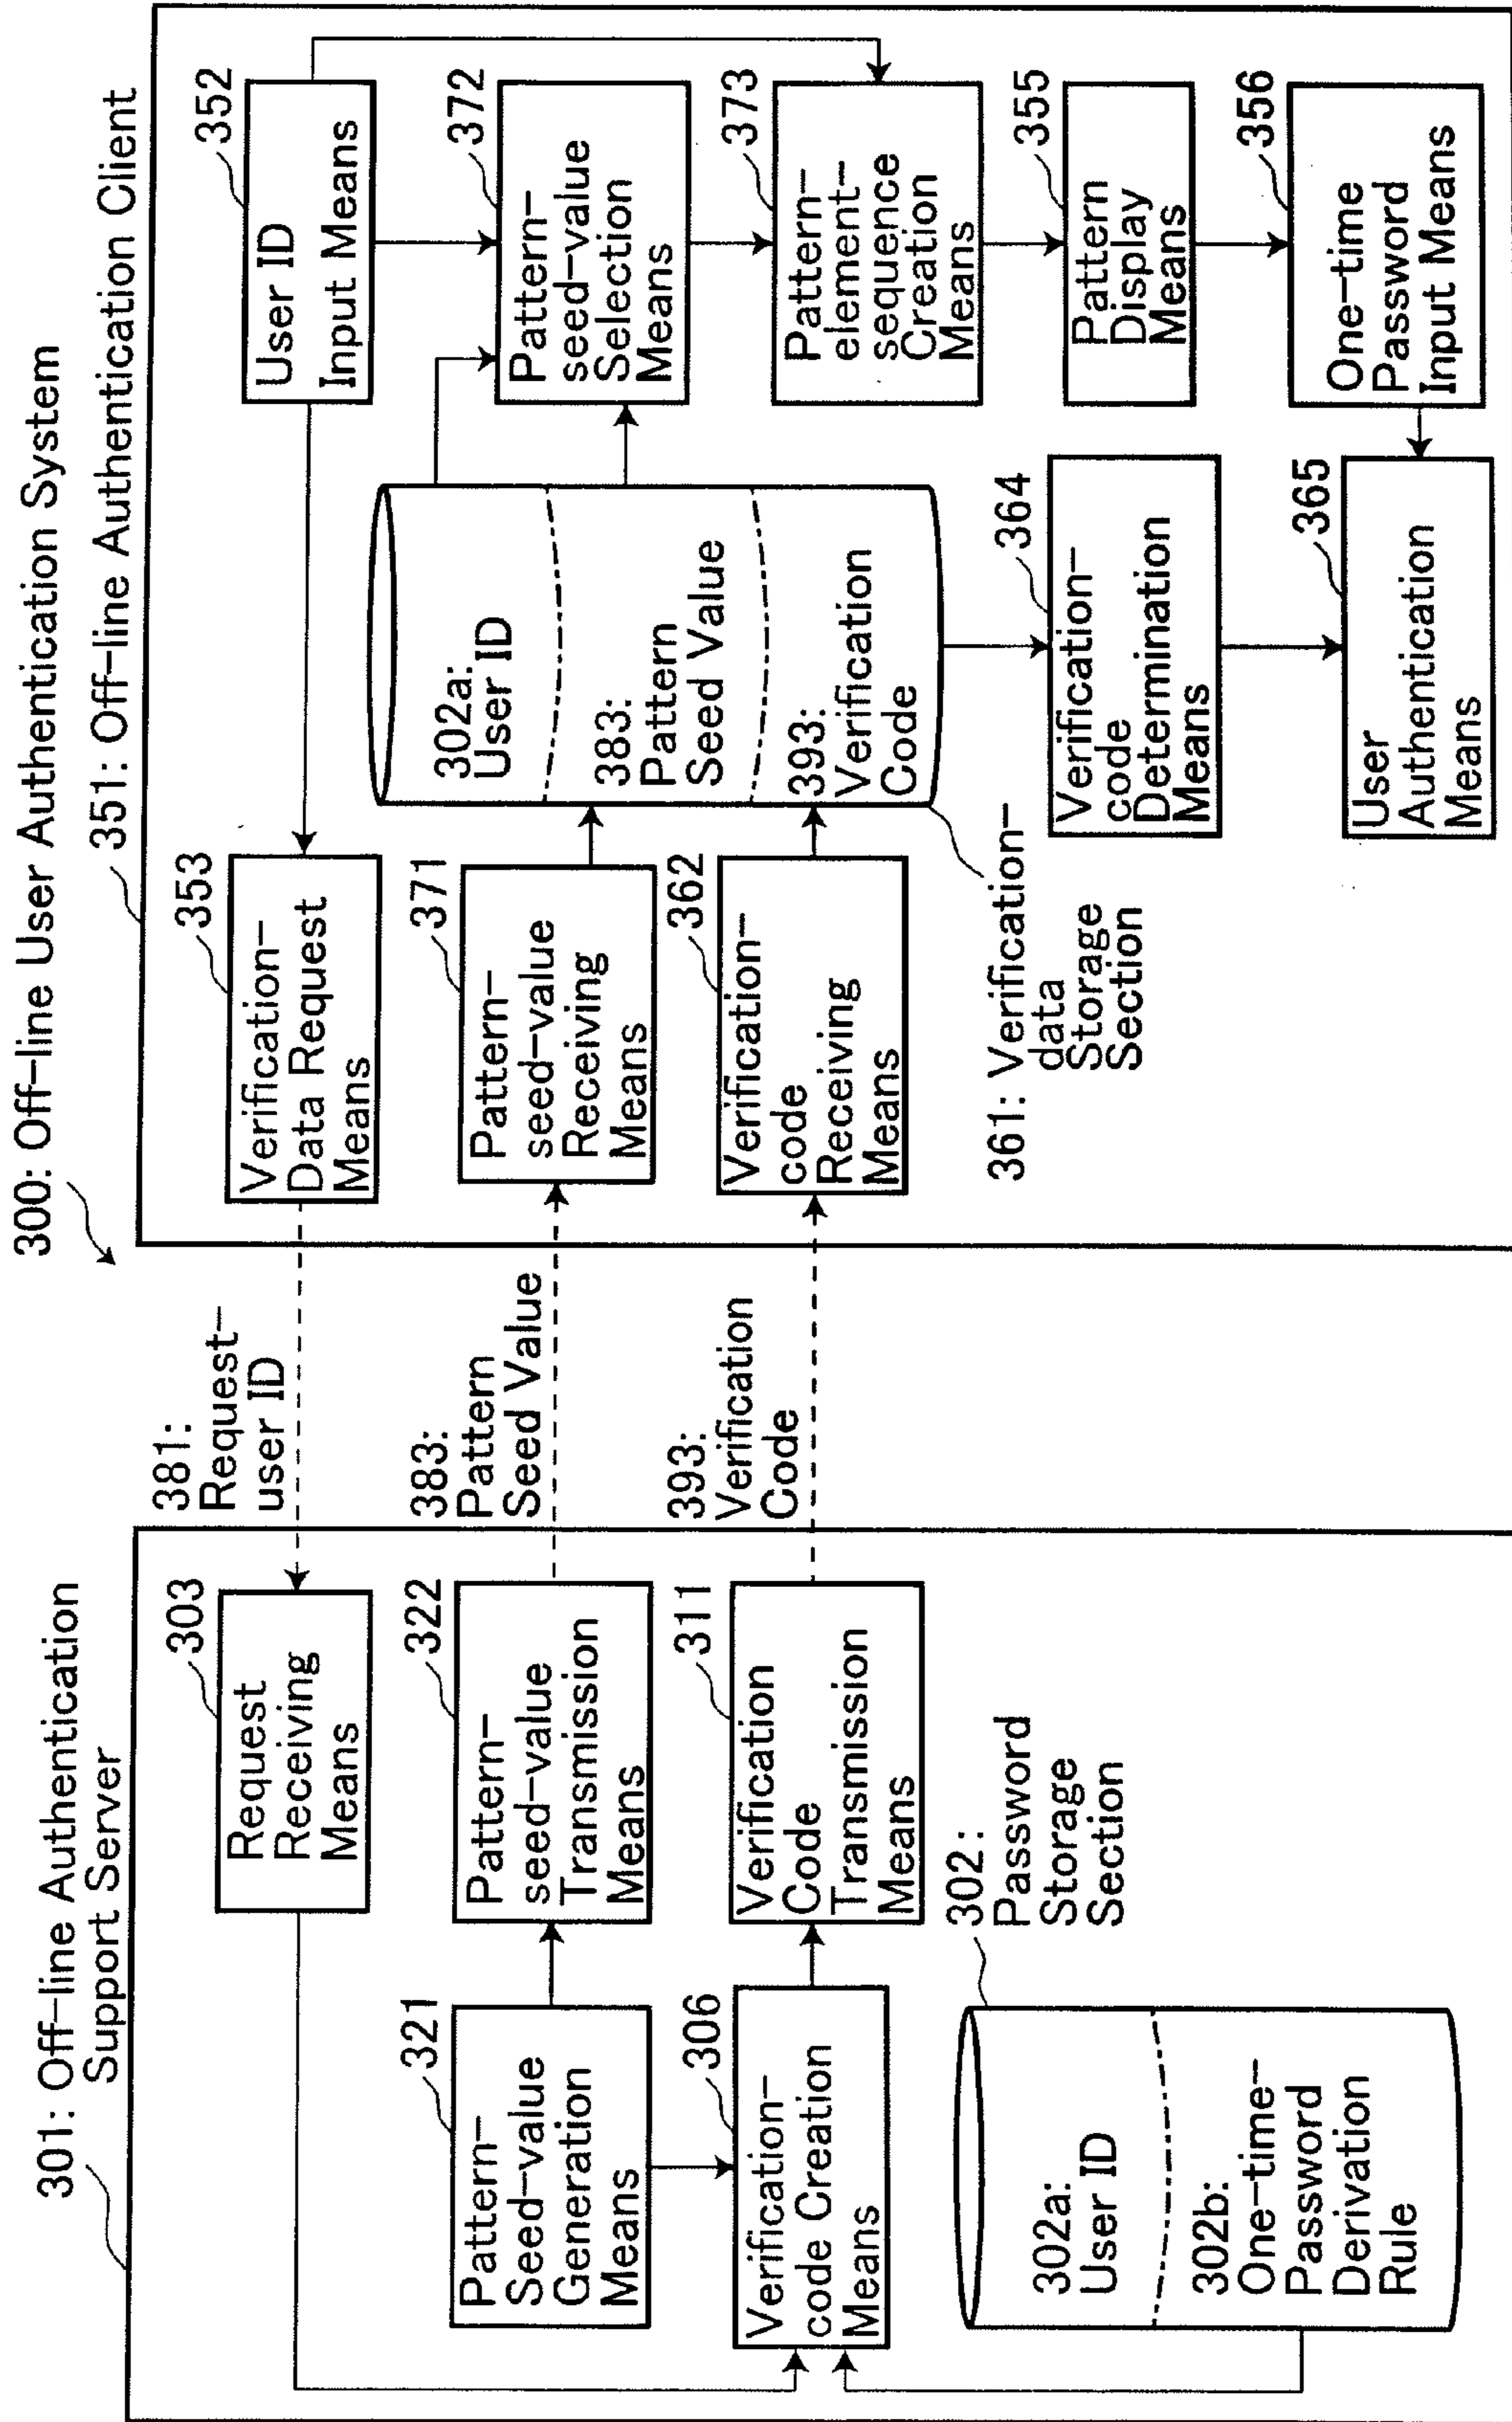 300: Off-line User Authentication System
301: Off-line Authentication
Support Server
303
Request
Receiving
Means
321
Pattern-
Seed-value
Generation
Means
322
Pattern-
seed-value
Transmission
Means
306
Verification-
code Creation
Means
311
Verification
Code
Transmission
Means
302:
Password
Storage
Section
302a:
User ID
302b:
One-time-
Password
Derivation
Rule
381:
Request-
user ID
383:
Pattern
Seed Value
393:
Verification
Code
351: Off-line Authentication Client
353
Verification-
Data Request
Means
352
User ID
Input Means
371
Pattern-
seed-value
Receiving
Means
362
Verification-
code
Receiving
Means
302a:
User ID
383:
Pattern
Seed Value
393:
Verification
Code
361: Verification-
data
Storage
Section
372
Pattern-
seed-value
Selection
Means
373
Pattern-
element-
sequence
Creation
Means
355
Pattern
Display
Means
364
Verification-
code
Determination
Means
356
One-time
Password
Input Means
365
User
Authentication
Means